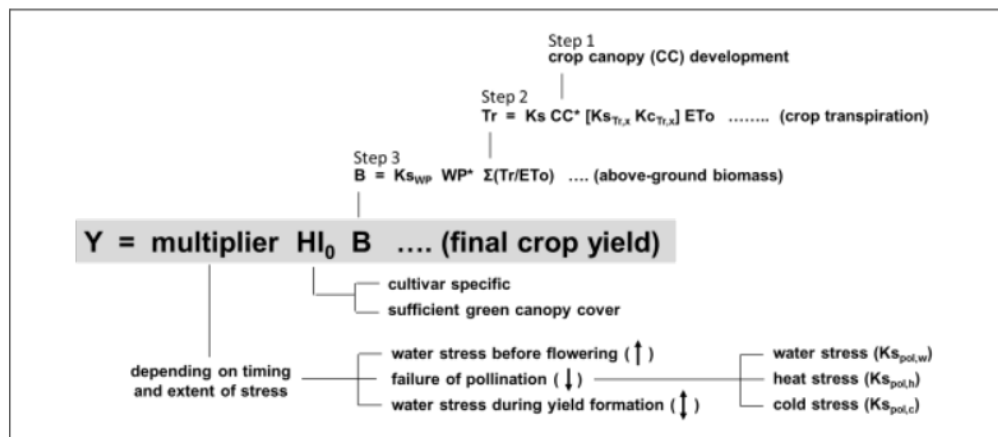 Step 1
crop canopy (CC) development
Step 2
Tr = Ks CC* [Ks_Tr,x Kc_Tr,x] ETo ........ (crop transpiration)
Step 3
B = Ks_WP WP* Σ(Tr/ETo) .... (above-ground biomass)
Y = multiplier HI₀ B .... (final crop yield)
cultivar specific
sufficient green canopy cover
depending on timing
and extent of stress
water stress before flowering (↑)
failure of pollination (↓)
water stress during yield formation (↕)
water stress (Ks_pol,w)
heat stress (Ks_pol,h)
cold stress (Ks_pol,c)